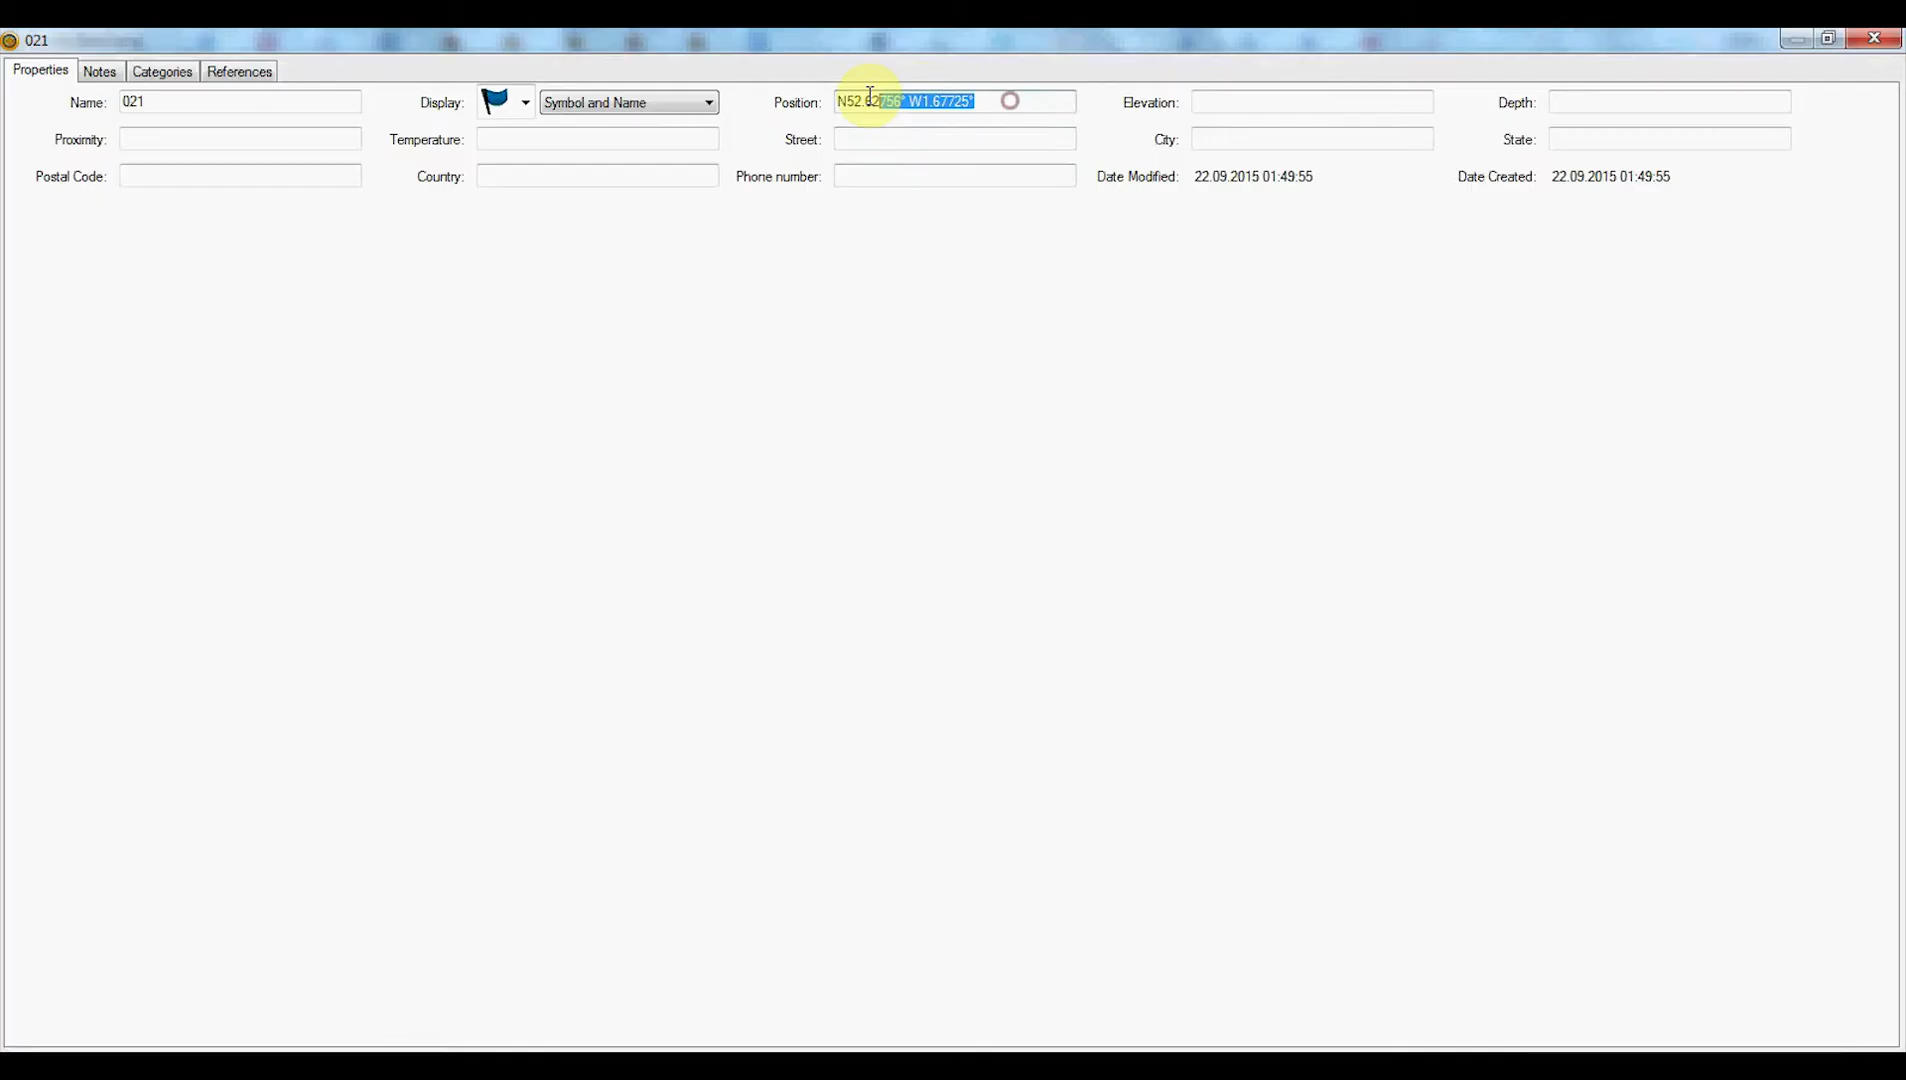 021
Properties Notes Categories References
Name: 021 Display: Symbol and Name Position: N52.62756° W1.67725° Elevation: Depth:
Proximity: Temperature: Street: City: State:
Postal Code: Country: Phone number: Date Modified: 22.09.2015 01:49:55 Date Created: 22.09.2015 01:49:55